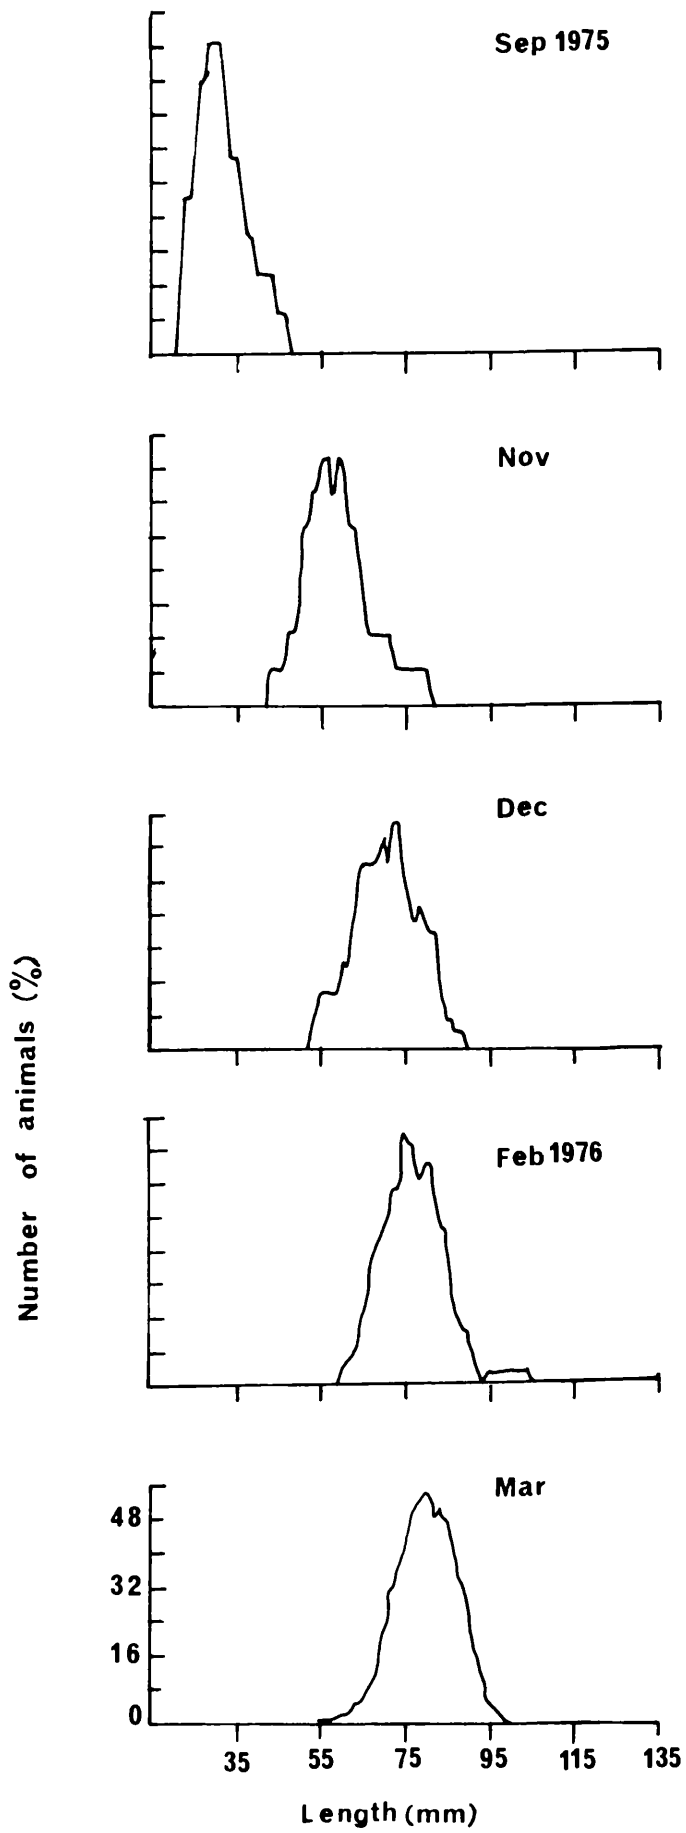 Sep 1975
Nov
Dec
Feb 1976
Mar
Number of animals (%)
48
32
16
0
35 55 75 95 115 135
Length (mm)